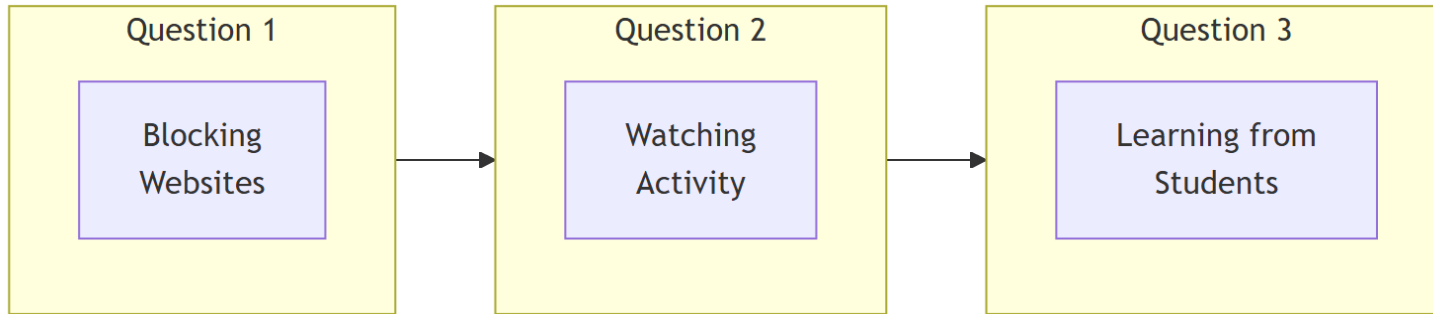 Question 1
Blocking
Websites
Question 2
Watching
Activity
Question 3
Learning from
Students